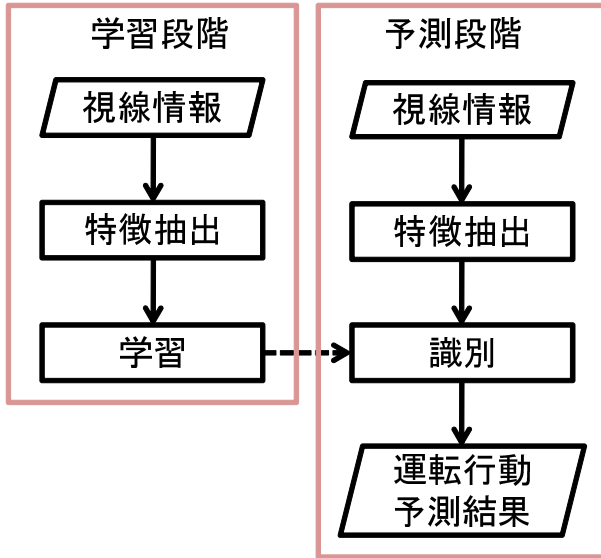 学習段階
視線情報
特徴抽出
学習
予測段階
視線情報
特徴抽出
識別
運転行動
予測結果